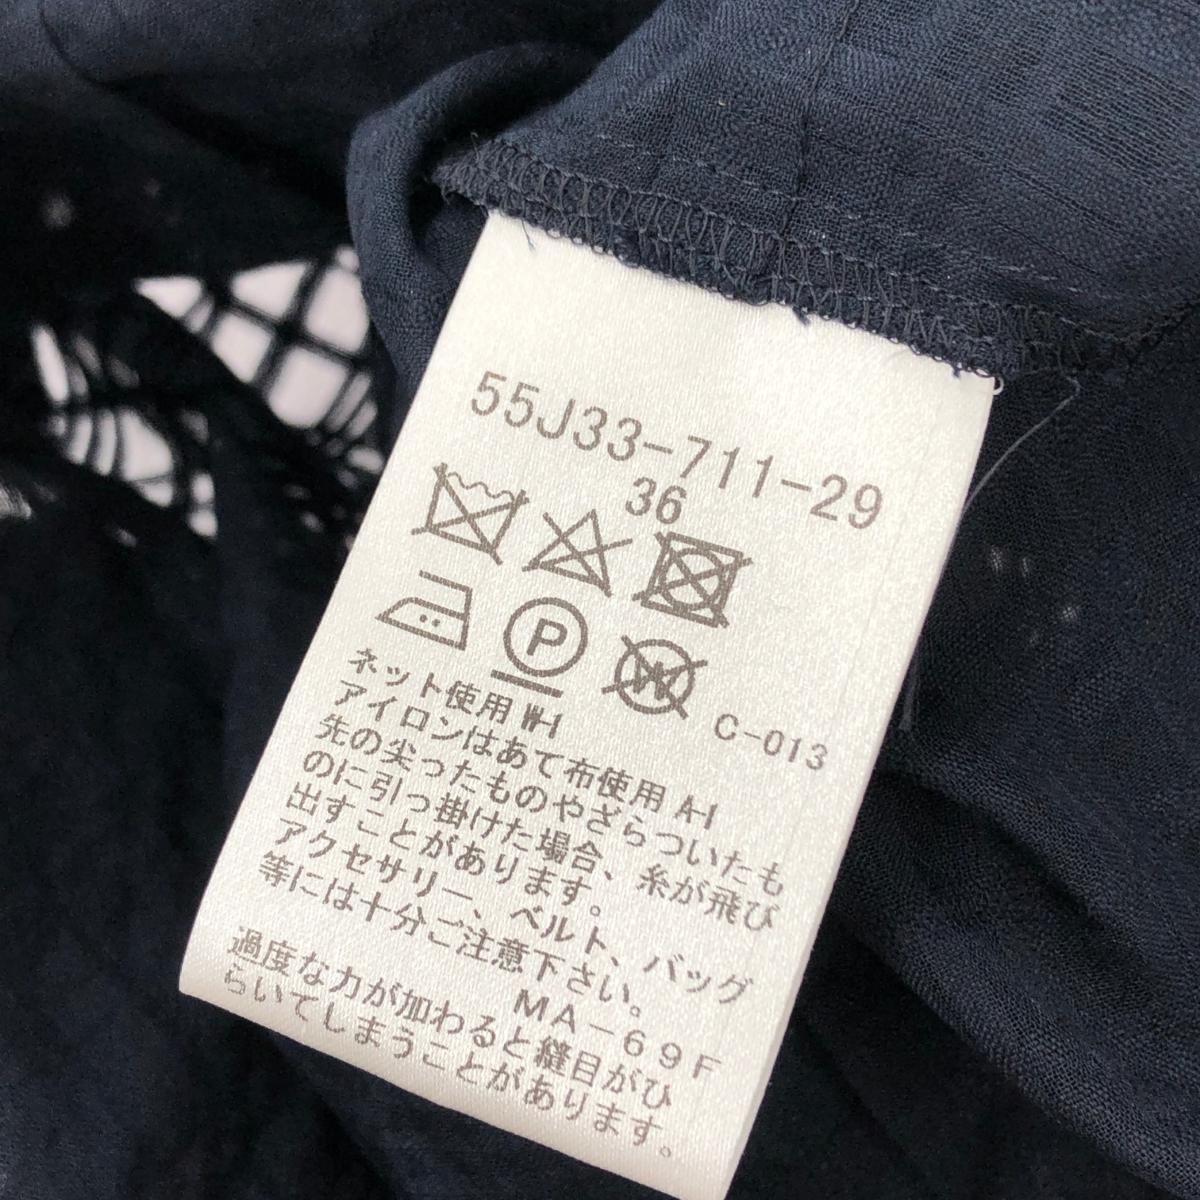 55J33-711-29
36
P
W
C-013
ネット使用 W-1
アイロンはあて布使用 A-1
先の尖ったものやざらついたも
のに引っ掛けた場合、糸が飛び
出すことがあります。
アクセサリー、ベルト、バッグ
等には十分ご注意下さい。
MA-69F
過度な力が加わると縫目がひ
らいてしまうことがあります。